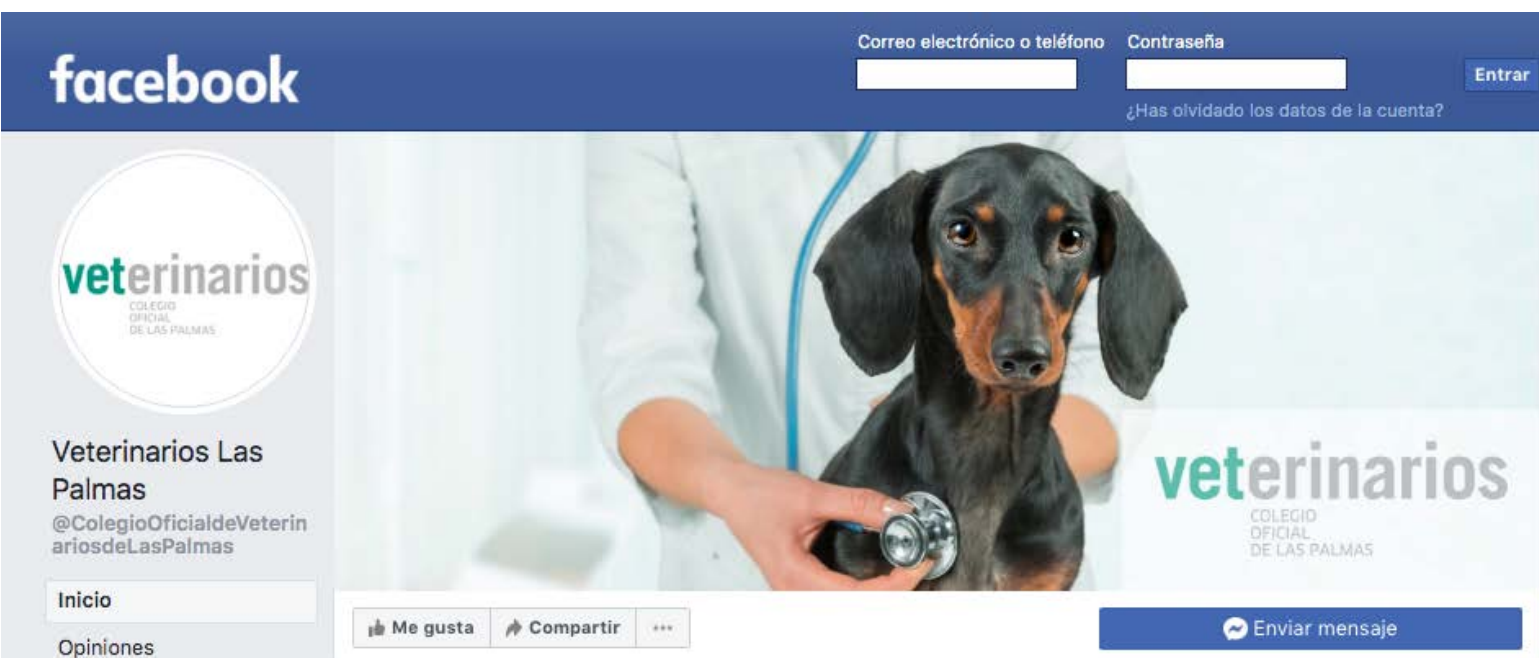 facebook
Correo electrónico o teléfono
Contraseña
Entrar
¿Has olvidado los datos de la cuenta?
veterinarios
COLEGIO
OFICIAL
DE LAS PALMAS
Veterinarios Las
Palmas
@ColegioOficialdeVeterin
ariosdeLasPalmas
Inicio
Opiniones
veterinarios
COLEGIO
OFICIAL
DE LAS PALMAS
Me gusta
Compartir
...
Enviar mensaje